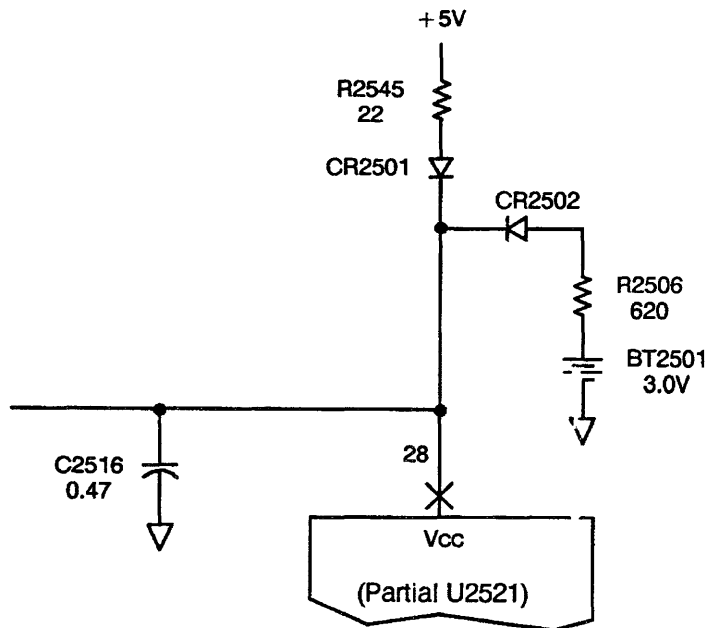 +5V
R2545
22
CR2501
CR2502
R2506
620
BT2501
3.0V
28
C2516
0.47
Vcc
(Partial U2521)